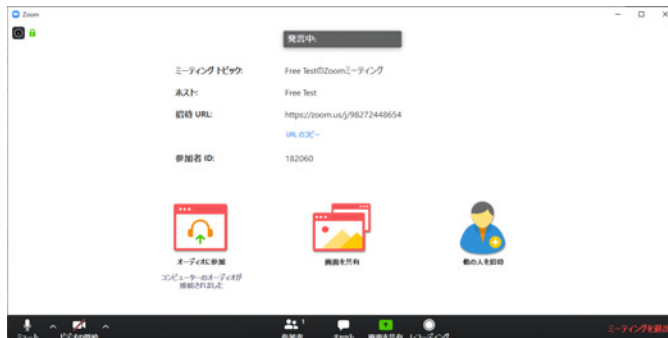 Zoom
発言中:
ミーティング トピック: Free TestのZoomミーティング
ホスト: Free Test
招待 URL: https://zoom.us/j/98272448654
URL のコピー
参加者 ID: 182060
オーディオに参加 画面を共有 他の人を招待
コンピューターのオーディオが
接続されました
1
ミュート ビデオの開始 参加者 チャット 画面を共有 レコーディング ミーティングを退出